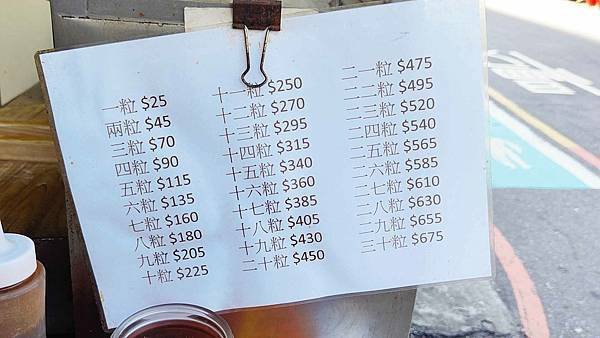 一粒 $25
兩粒 $45
三粒 $70
四粒 $90
五粒 $115
六粒 $135
七粒 $160
八粒 $180
九粒 $205
十粒 $225
十一粒 $250
十二粒 $270
十三粒 $295
十四粒 $315
十五粒 $340
十六粒 $360
十七粒 $385
十八粒 $405
十九粒 $430
二十粒 $450
二一粒 $475
二二粒 $495
二三粒 $520
二四粒 $540
二五粒 $565
二六粒 $585
二七粒 $610
二八粒 $630
二九粒 $655
三十粒 $675